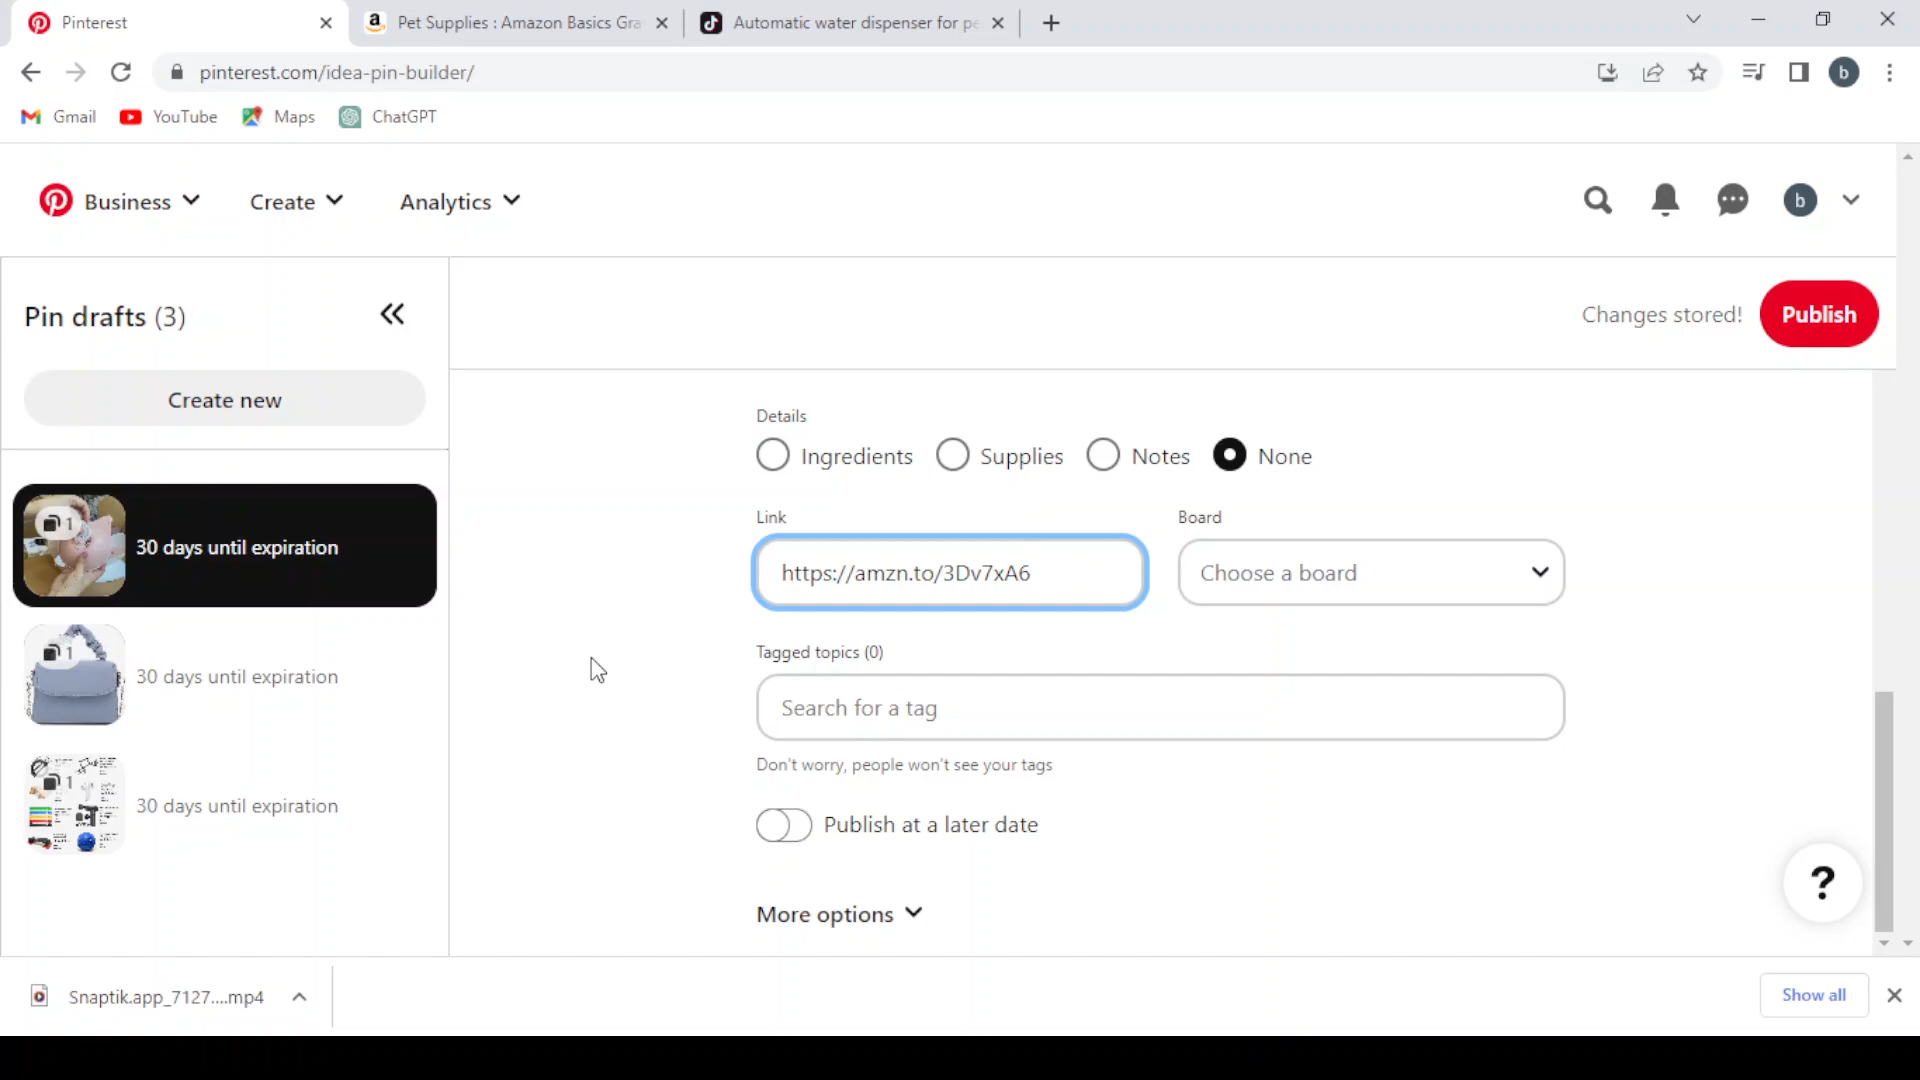 Pinterest
Pet Supplies : Amazon Basics Gra
Automatic water dispenser for pe
pinterest.com/idea-pin-builder/
b
Gmail
YouTube
Maps
ChatGPT
Business
Create
Analytics
b
Pin drafts (3)
Changes stored!
Publish
Create new
Details
Ingredients
Supplies
Notes
None
Link
Board
1
30 days until expiration
https://amzn.to/3Dv7xA6
Choose a board
1
30 days until expiration
Tagged topics (0)
Search for a tag
Don't worry, people won't see your tags
1
30 days until expiration
Publish at a later date
?
More options
Snaptik.app_7127....mp4
Show all